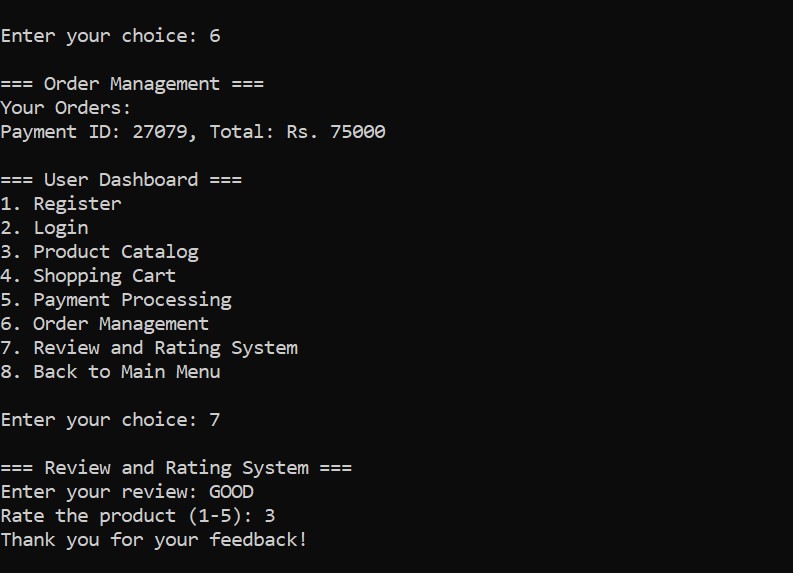 Enter your choice: 6
=== Order Management ===
Your Orders:
Payment ID: 27079, Total: Rs. 75000
=== User Dashboard ===
1. Register
2. Login
3. Product Catalog
4. Shopping Cart
5. Payment Processing
6. Order Management
7. Review and Rating System
8. Back to Main Menu
Enter your choice: 7
=== Review and Rating System ===
Enter your review: GOOD
Rate the product (1-5): 3
Thank you for your feedback!